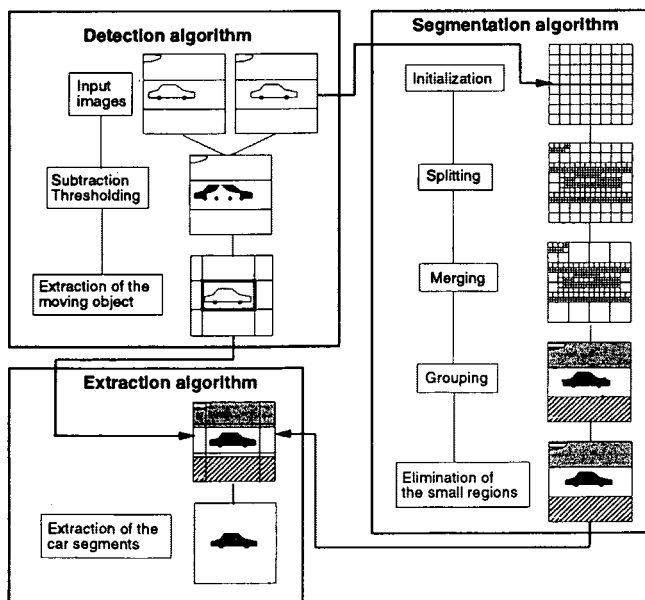 Detection algorithm
Input
images
Subtraction
Thresholding
Extraction of the
moving object
Segmentation algorithm
Initialization
Splitting
Merging
Grouping
Elimination of
the small regions
Extraction algorithm
Extraction of the
car segments